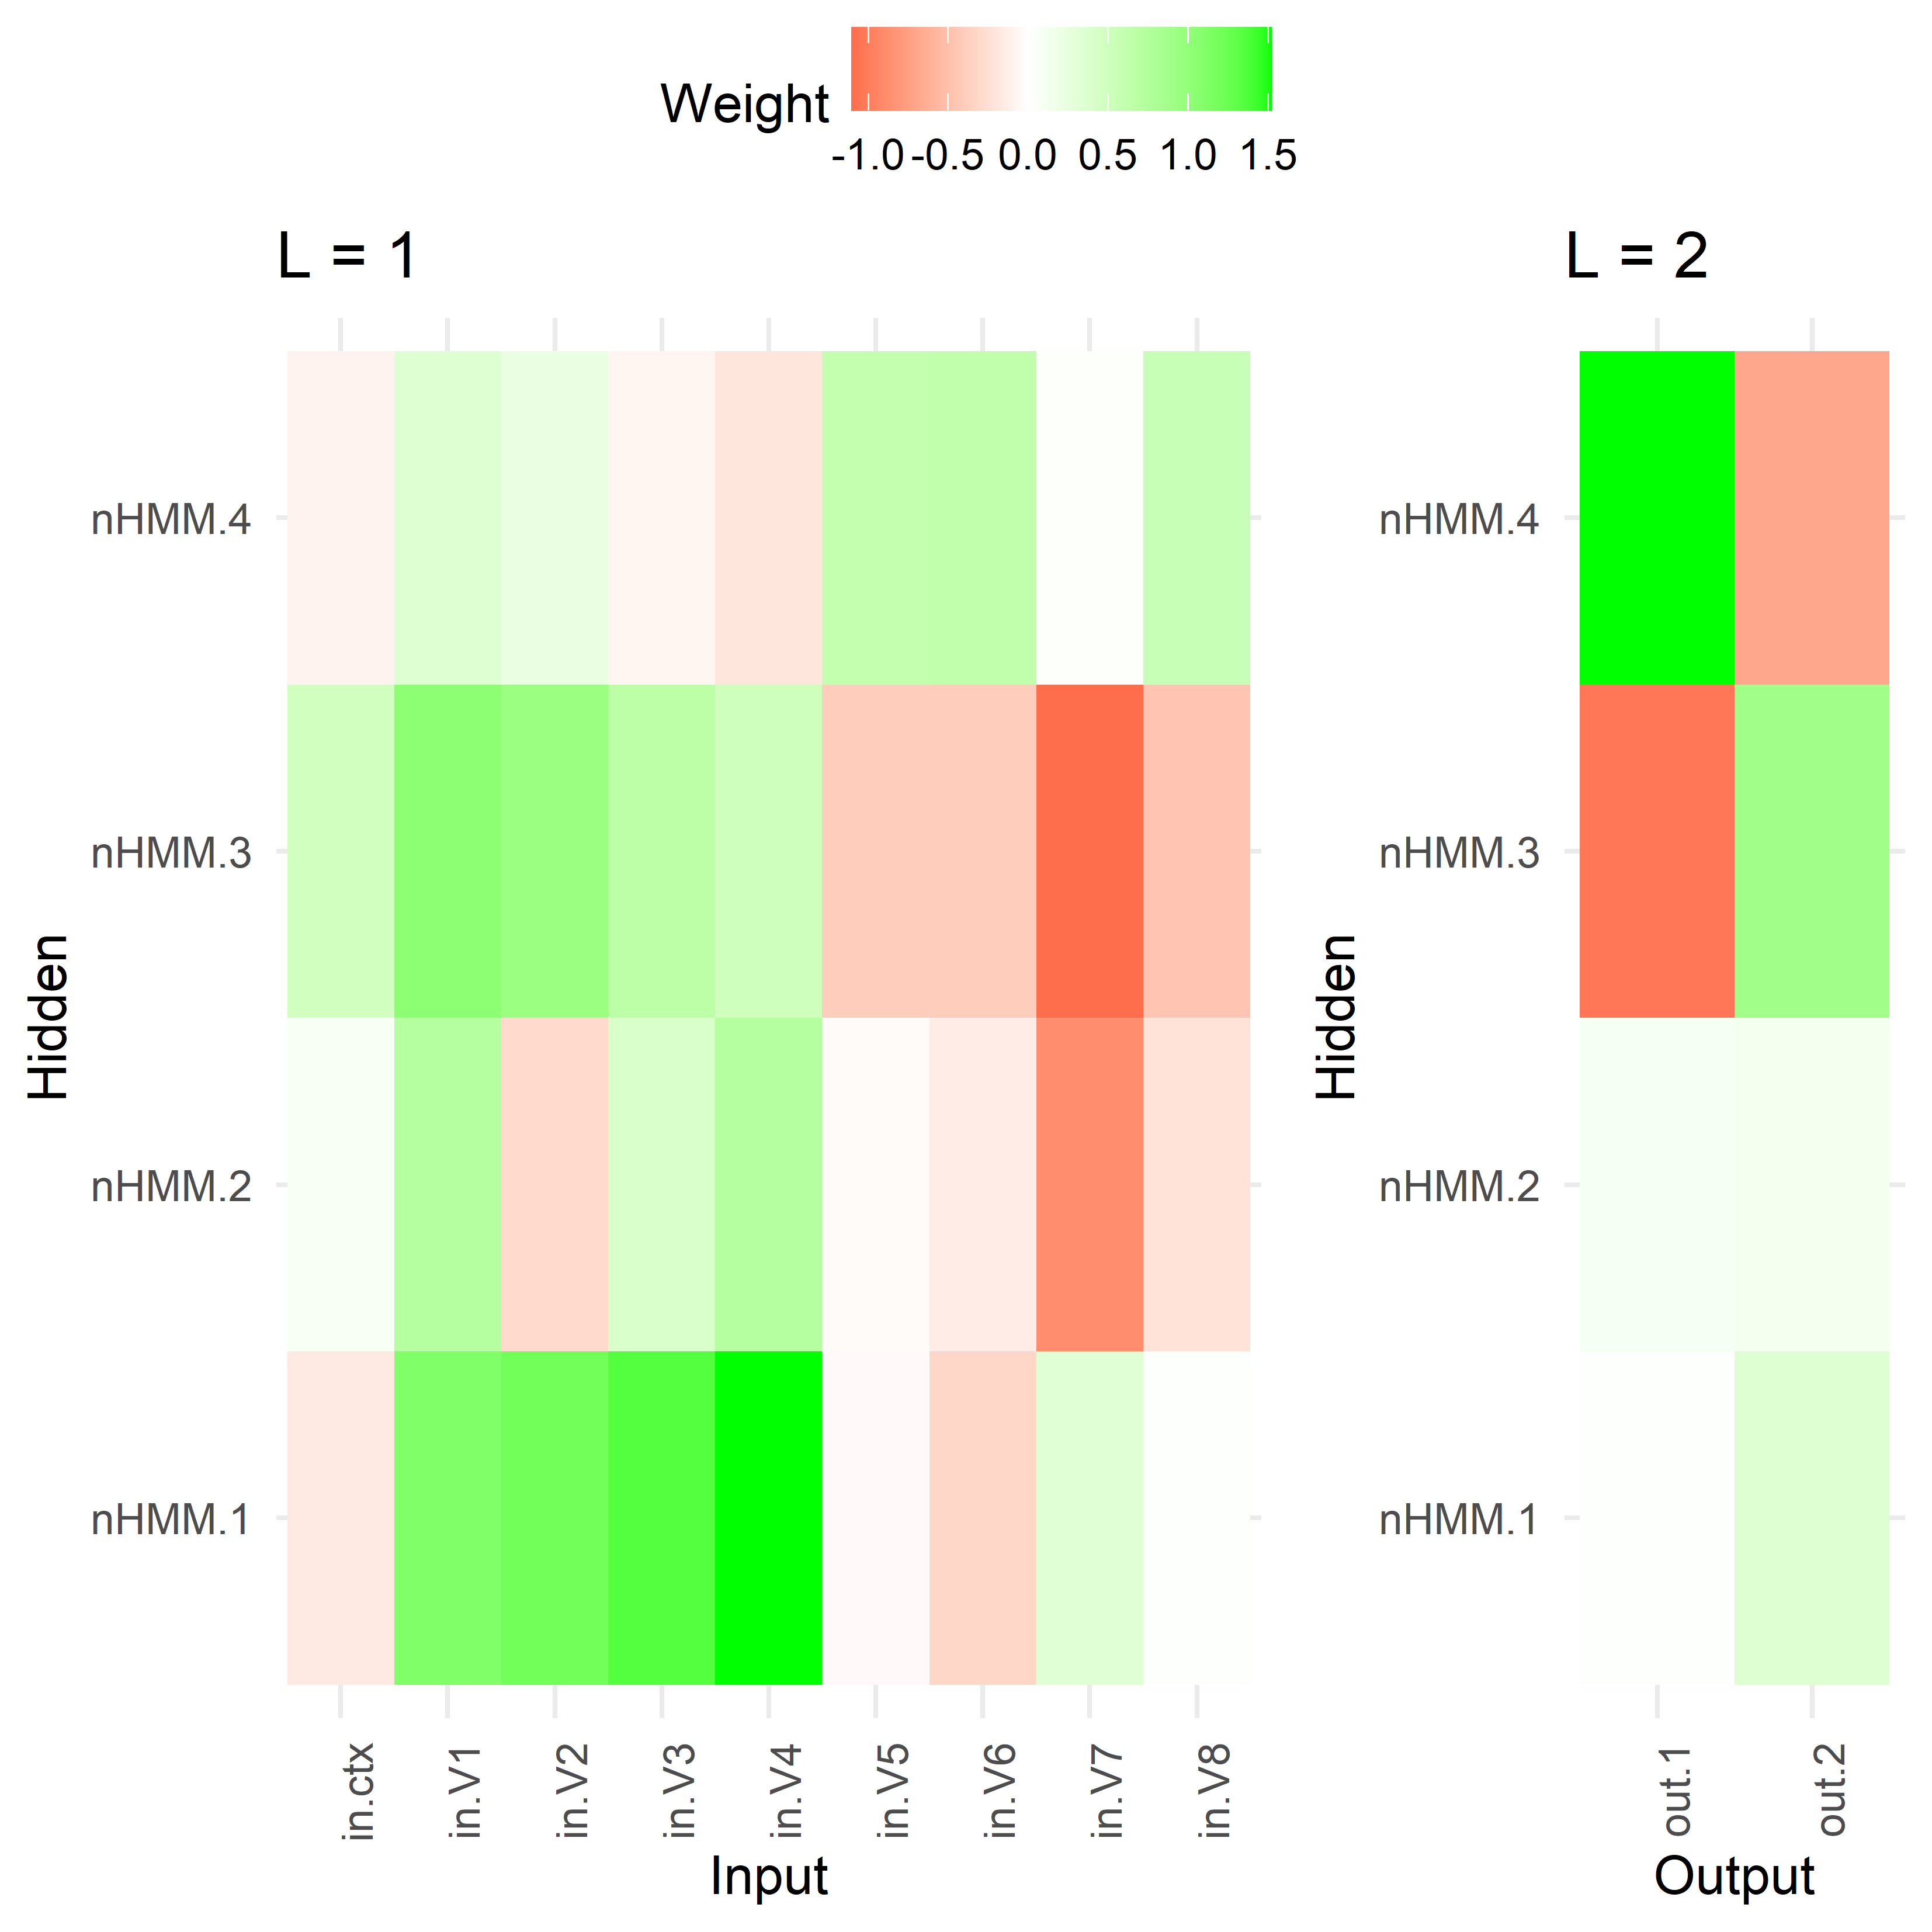 Weight
-1.0 -0.5 0.0 0.5 1.0 1.5
L = 1
Hidden
nHMM.4
nHMM.3
nHMM.2
nHMM.1
in.ctx in.V1 in.V2 in.V3 in.V4 in.V5 in.V6 in.V7 in.V8
Input
L = 2
Hidden
nHMM.4
nHMM.3
nHMM.2
nHMM.1
out.1 out.2
Output